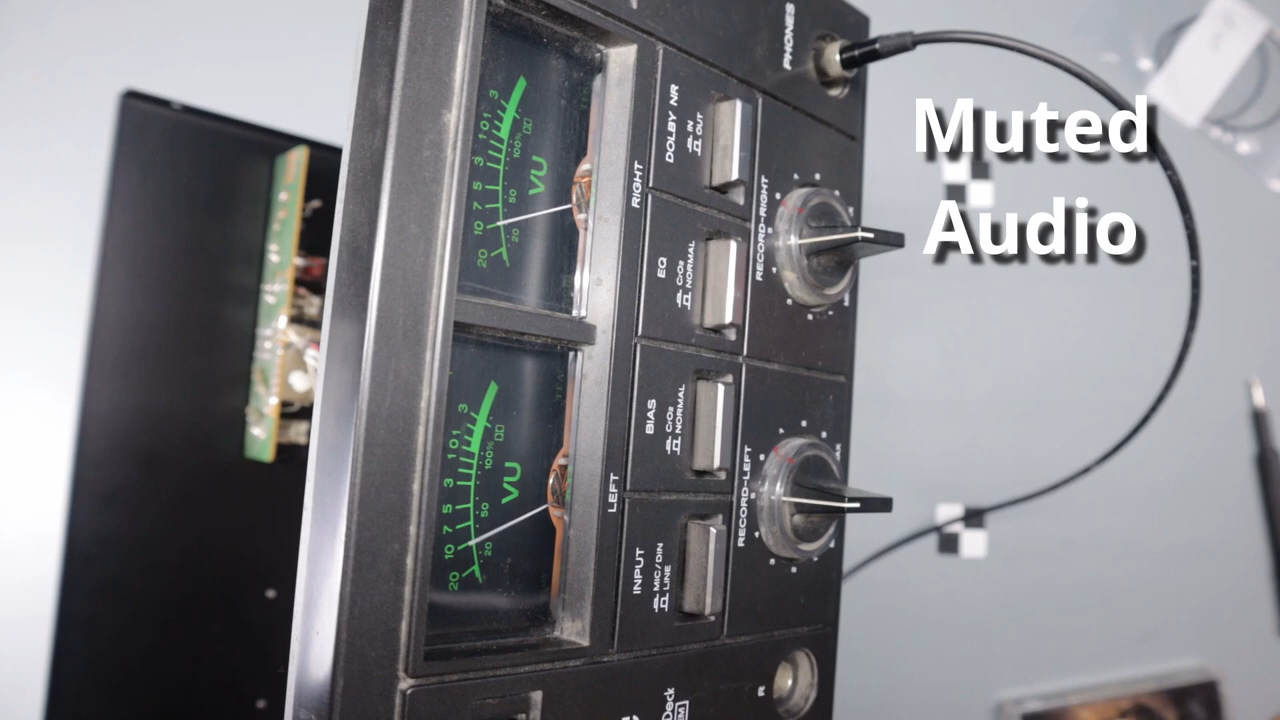 Muted
Audio
PHONES
DOLBY NR
IN
OUT
RIGHT
RECORD-RIGHT
EQ
CrO₂
NORMAL
BIAS
CrO₂
NORMAL
LEFT
RECORD-LEFT
INPUT
MIC/DIN
LINE
R
Deck
20 10 7 5 3 1 0 1 3
20 50 100%
VU
20 10 7 5 3 1 0 1 3
20 50 100%
VU